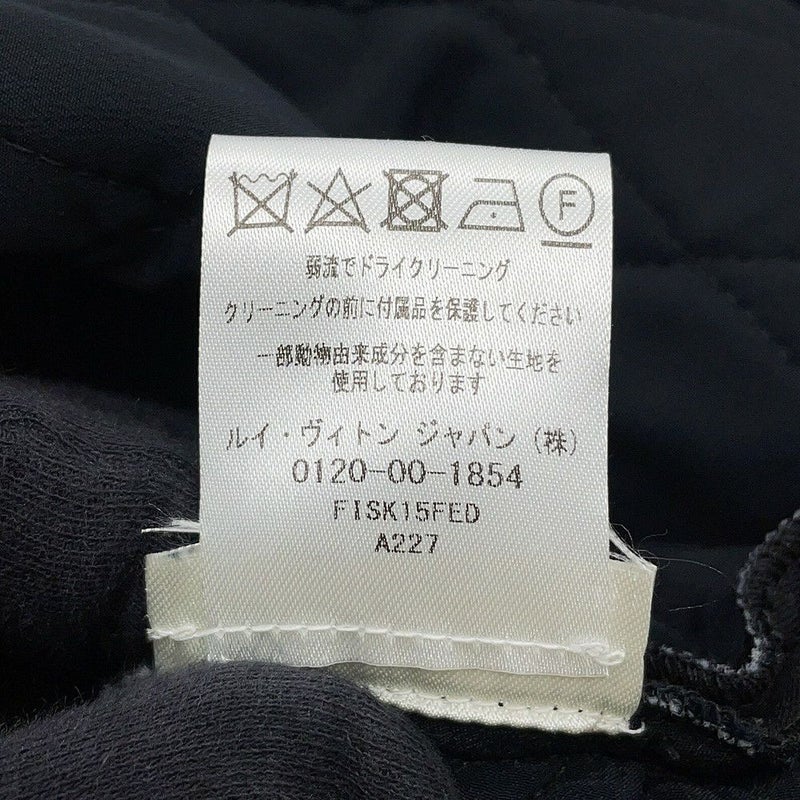 F
弱流でドライクリーニング
クリーニングの前に付属品を保護してください
一部動物由来成分を含まない生地を
使用しております
ルイ・ヴィトン ジャパン (株)
0120-00-1854
FISK15FED
A227